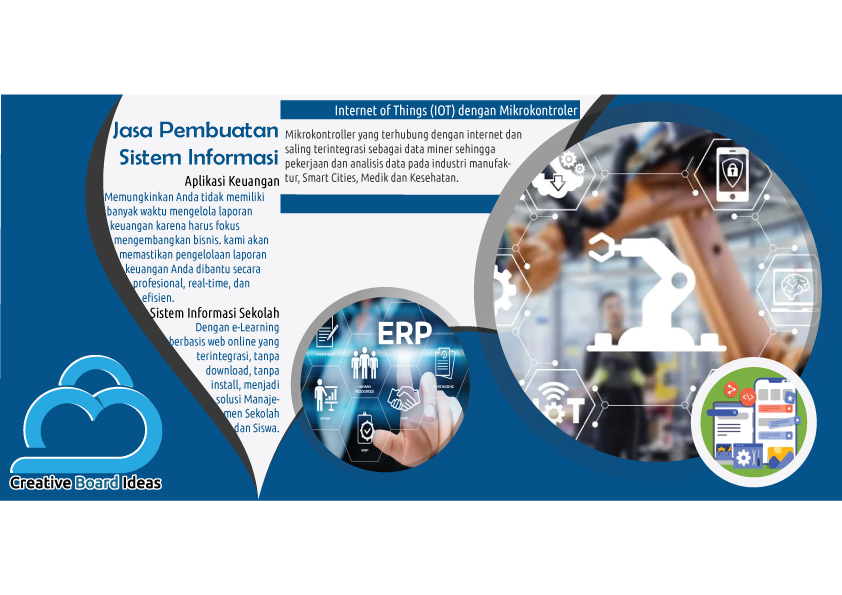 Jasa Pembuatan
Sistem Informasi
Aplikasi Keuangan
Memungkinkan Anda tidak memiliki
banyak waktu mengelola laporan
keuangan karena harus fokus
mengembangkan bisnis. kami akan
memastikan pengelolaan laporan
keuangan Anda dibantu secara
profesional, real-time, dan
efisien.
Sistem Informasi Sekolah
Dengan e-Learning
berbasis web online yang
terintegrasi, tanpa
download, tanpa
install, menjadi
solusi Manaje-
men Sekolah
dan Siswa.
Creative Board Ideas
Internet of Things (IOT) dengan Mikrokontroler
Mikrokontroller yang terhubung dengan internet dan
saling terintegrasi sebagai data miner sehingga
pekerjaan dan analisis data pada industri manufak-
tur, Smart Cities, Medik dan Kesehatan.
ERP
HUMAN
RESOURCES